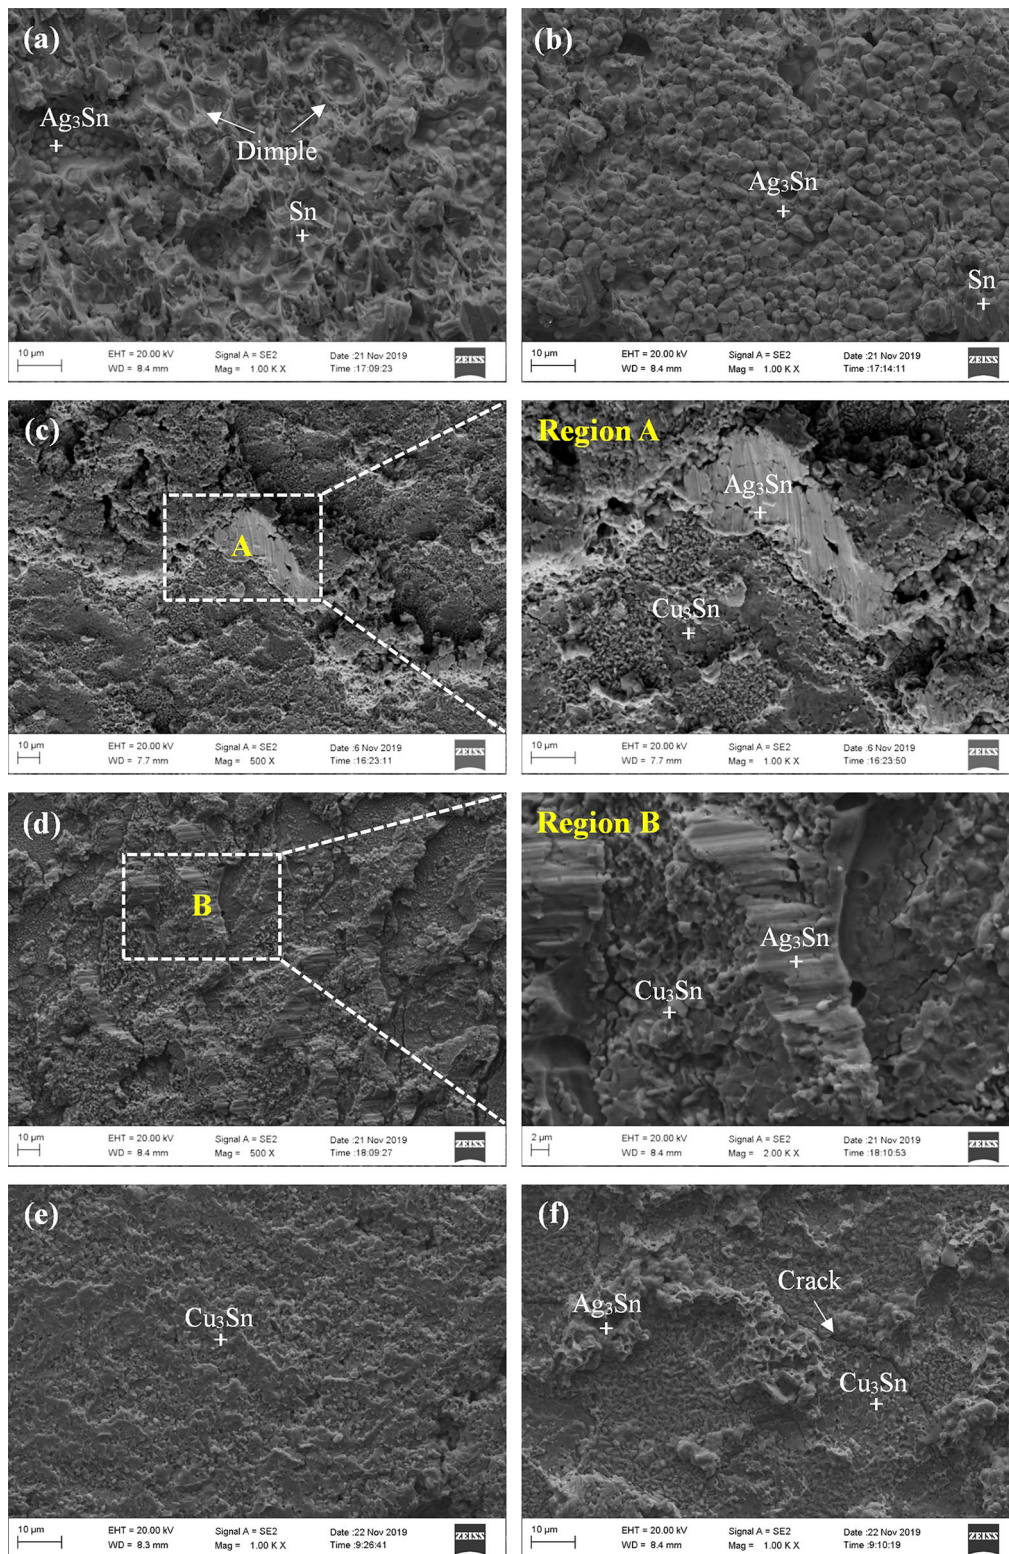 (a)
Ag₃Sn
Dimple
Sn
10 μm
EHT = 20.00 kV Signal A = SE2 Date :21 Nov 2019
WD = 8.4 mm Mag = 1.00 K X Time :17:09:23
ZEISS
(b)
Ag₃Sn
Sn
10 μm
EHT = 20.00 kV Signal A = SE2 Date :21 Nov 2019
WD = 8.4 mm Mag = 1.00 K X Time :17:14:11
ZEISS
(c)
A
10 μm
EHT = 20.00 kV Signal A = SE2 Date :6 Nov 2019
WD = 7.7 mm Mag = 500 X Time :16:23:11
ZEISS
Region A
Ag₃Sn
Cu₃Sn
10 μm
EHT = 20.00 kV Signal A = SE2 Date :6 Nov 2019
WD = 7.7 mm Mag = 1.00 K X Time :16:23:50
ZEISS
(d)
B
10 μm
EHT = 20.00 kV Signal A = SE2 Date :21 Nov 2019
WD = 8.4 mm Mag = 500 X Time :18:09:27
ZEISS
Region B
Ag₃Sn
Cu₃Sn
2 μm
EHT = 20.00 kV Signal A = SE2 Date :21 Nov 2019
WD = 8.4 mm Mag = 2.00 K X Time :18:10:53
ZEISS
(e)
Cu₃Sn
10 μm
EHT = 20.00 kV Signal A = SE2 Date :22 Nov 2019
WD = 8.3 mm Mag = 1.00 K X Time :9:26:41
ZEISS
(f)
Crack
Ag₃Sn
Cu₃Sn
10 μm
EHT = 20.00 kV Signal A = SE2 Date :22 Nov 2019
WD = 8.4 mm Mag = 1.00 K X Time :9:10:19
ZEISS